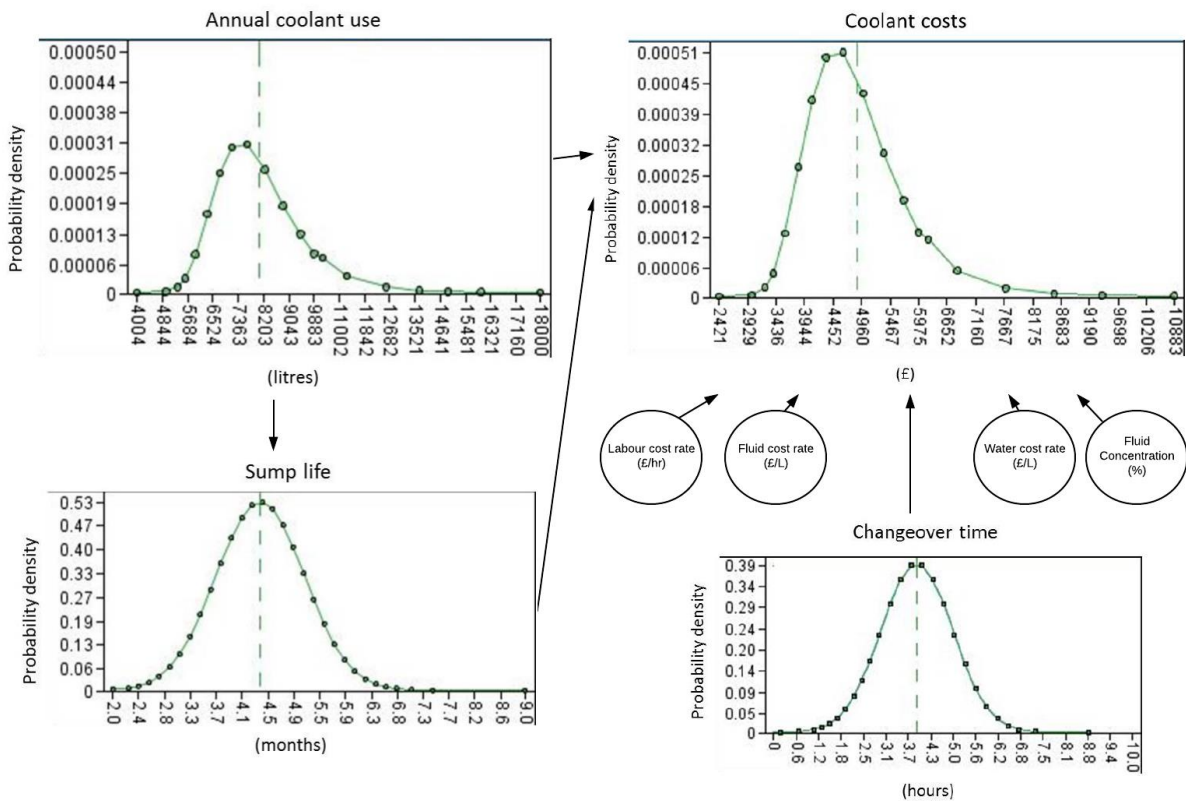 Annual coolant use
Probability density
0.00050
0.00044
0.00038
0.00031
0.00025
0.00019
0.00013
0.00006
0
4004 4844 5684 6524 7363 8203 9043 9883 11002 11842 12682 13521 14641 15481 16321 17160 18000
(litres)
Coolant costs
Probability density
0.00051
0.00045
0.00039
0.00032
0.00025
0.00018
0.00012
0.00006
0
2421 2929 3436 3944 4452 4960 5467 5975 6652 7160 7667 8175 8683 9190 9698 10206 10883
(£)
Labour cost rate
(£/hr)
Fluid cost rate
(£/L)
Water cost rate
(£/L)
Fluid
Concentration
(%)
Sump life
Probability density
0.53
0.47
0.40
0.33
0.27
0.19
0.13
0.06
0
2.0 2.4 2.8 3.3 3.7 4.1 4.5 4.9 5.5 5.9 6.3 6.8 7.3 7.7 8.2 8.6 9.0
(months)
Changeover time
Probability density
0.39
0.34
0.29
0.24
0.20
0.14
0.09
0.05
0
0 0.6 1.2 1.8 2.5 3.1 3.7 4.3 5.0 5.6 6.2 6.8 7.5 8.1 8.8 9.4 10.0
(hours)